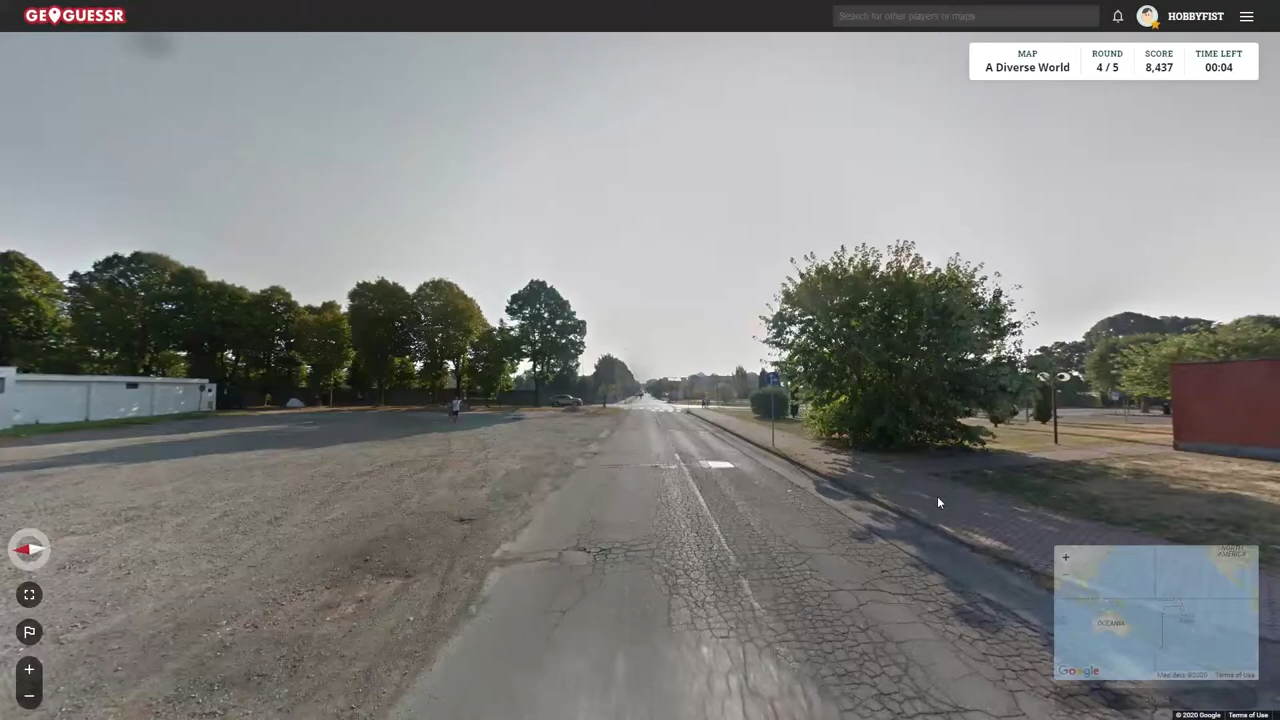 GEOGUESSR
Search for other players or maps
HOBBYFIST
MAP
ROUND
SCORE
TIME LEFT
A Diverse World
4 / 5
8,437
00:04
NORTH
AMERICA
OCEANIA
Google
Map data ©2020
Terms of Use
© 2020 Google
Terms of Use